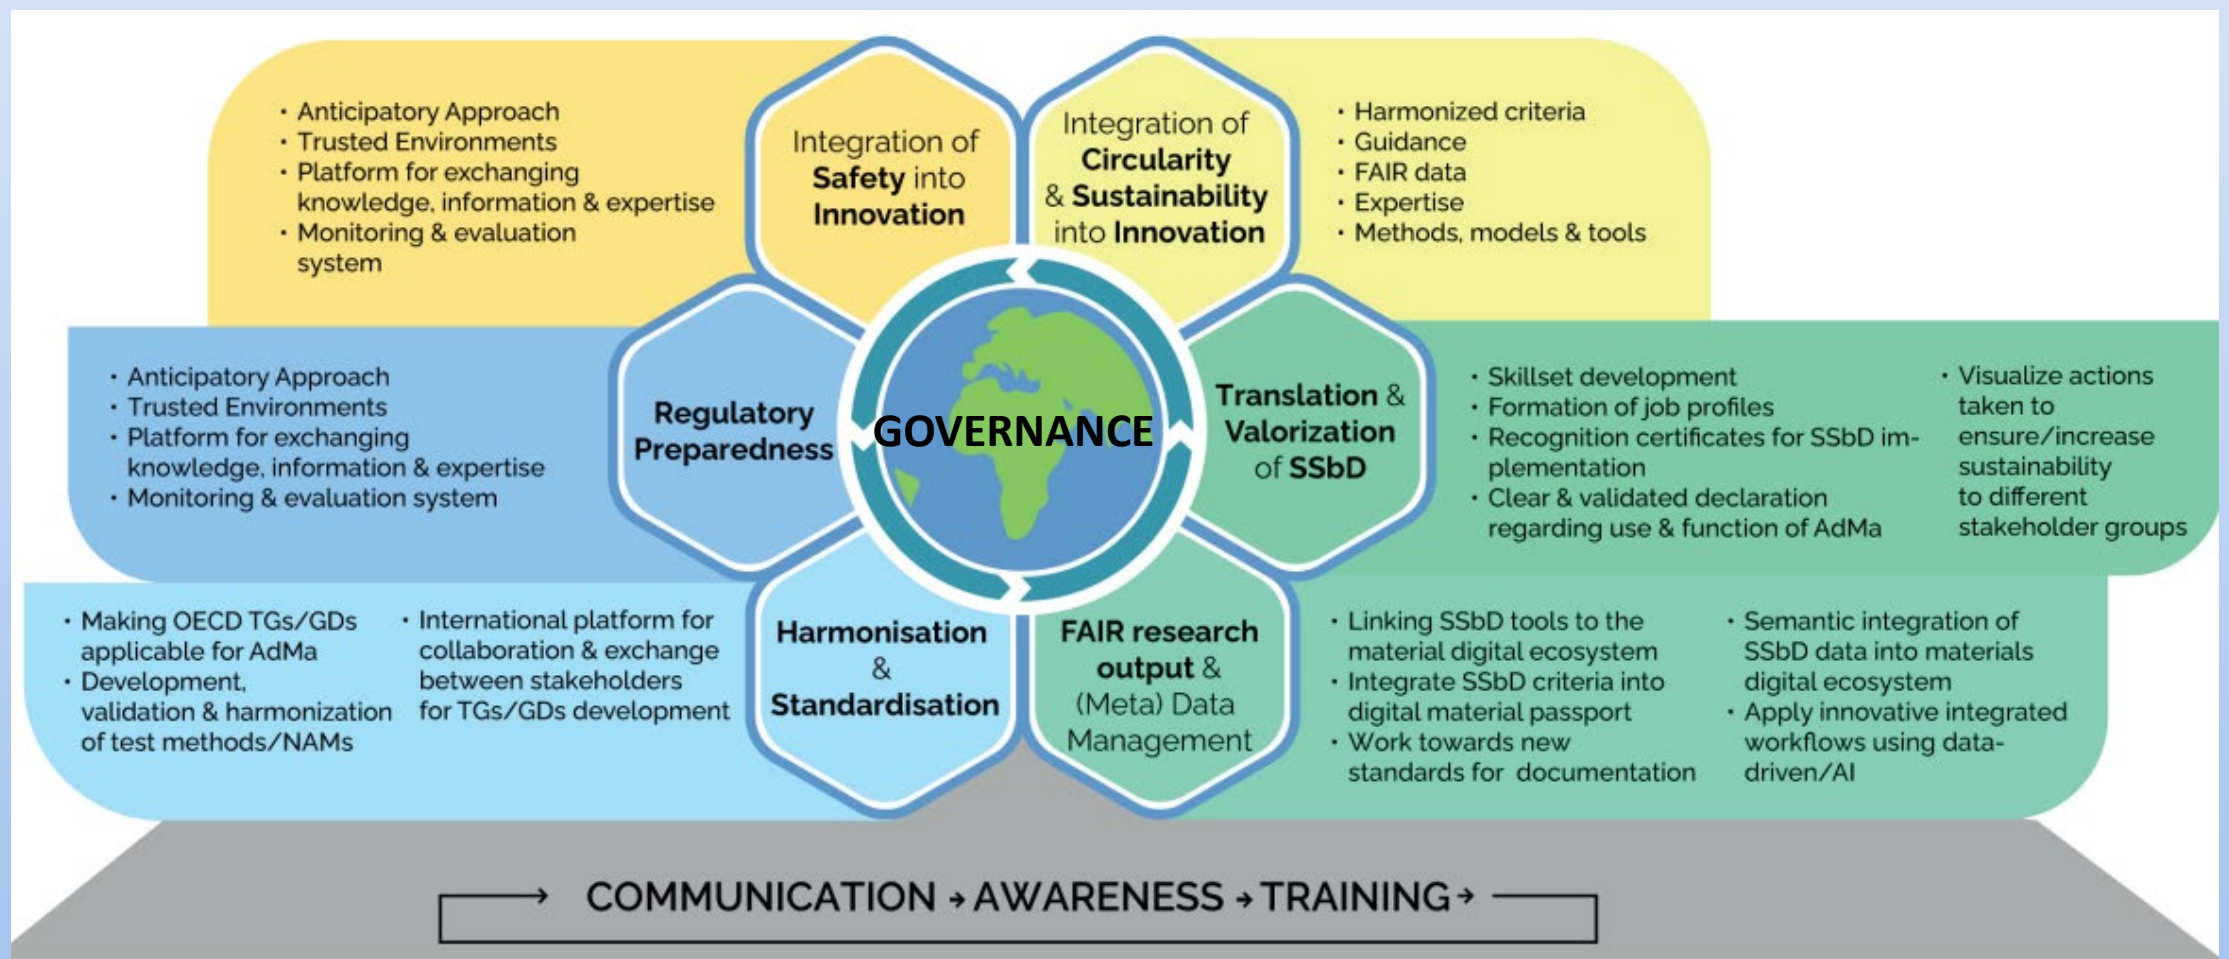 • Anticipatory Approach
• Trusted Environments
• Platform for exchanging
knowledge, information & expertise
• Monitoring & evaluation
system
Integration of
Safety into
Innovation
Integration of
Circularity
& Sustainability
into Innovation
• Harmonized criteria
• Guidance
• FAIR data
• Expertise
• Methods, models & tools
• Anticipatory Approach
• Trusted Environments
• Platform for exchanging
knowledge, information & expertise
• Monitoring & evaluation system
Regulatory
Preparedness
GOVERNANCE
Translation &
Valorization
of SSbD
• Skillset development
• Formation of job profiles
• Recognition certificates for SSbD im-
plementation
• Clear & validated declaration
regarding use & function of AdMa
• Visualize actions
taken to
ensure/increase
sustainability
to different
stakeholder groups
• Making OECD TGs/GDs
applicable for AdMa
• Development,
validation & harmonization
of test methods/NAMs
• International platform for
collaboration & exchange
between stakeholders
for TGs/GDs development
Harmonisation
&
Standardisation
FAIR research
output &
(Meta) Data
Management
• Linking SSbD tools to the
material digital ecosystem
• Integrate SSbD criteria into
digital material passport
• Work towards new
standards for documentation
• Semantic integration of
SSbD data into materials
digital ecosystem
• Apply innovative integrated
workflows using data-
driven/AI
COMMUNICATION → AWARENESS → TRAINING →